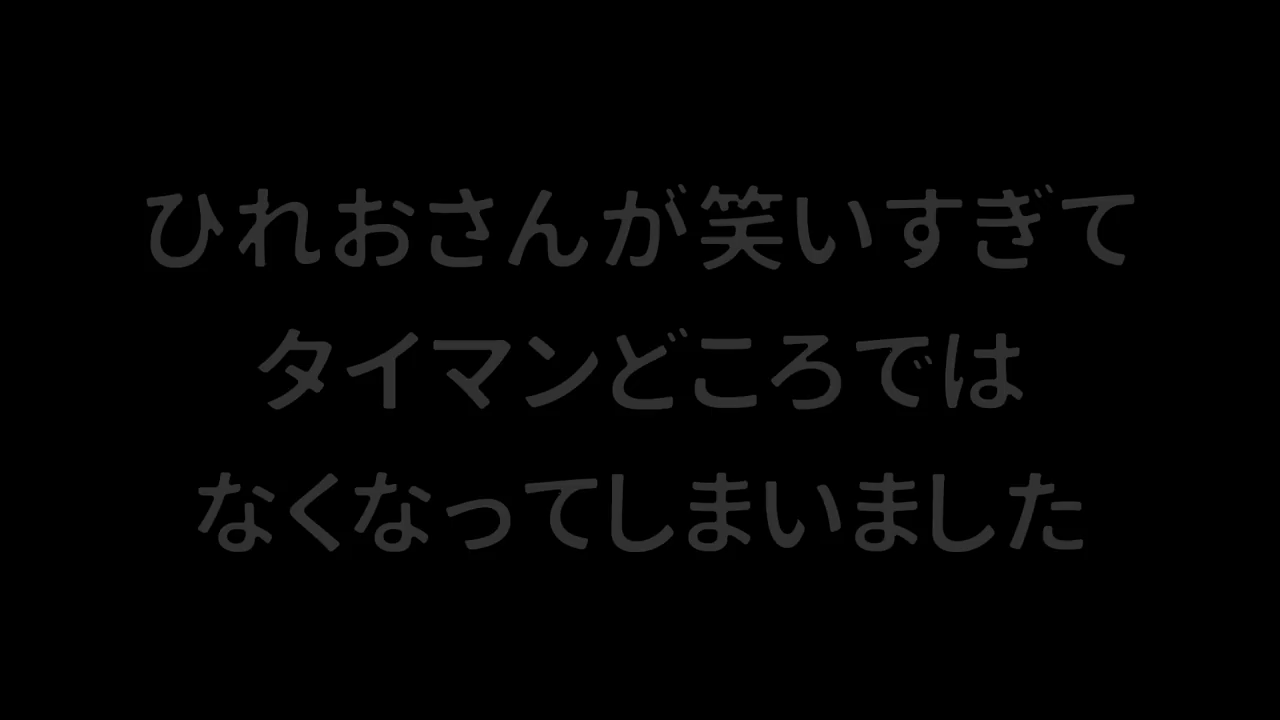 ひれおさんが笑いすぎて
タイマンどころでは
なくなってしまいました